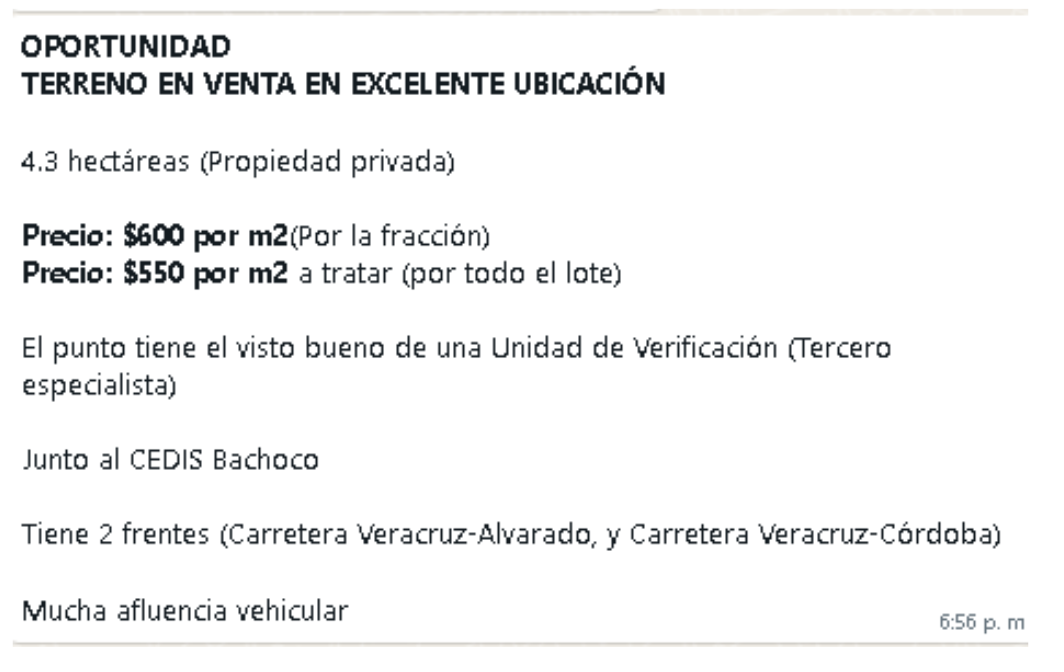 OPORTUNIDAD
TERRENO EN VENTA EN EXCELENTE UBICACIÓN
4.3 hectáreas (Propiedad privada)
Precio: $600 por m2(Por la fracción)
Precio: $550 por m2 a tratar (por todo el lote)
El punto tiene el visto bueno de una Unidad de Verificación (Tercero
especialista)
Junto al CEDIS Bachoco
Tiene 2 frentes (Carretera Veracruz-Alvarado, y Carretera Veracruz-Córdoba)
Mucha afluencia vehicular
6:56 p. m